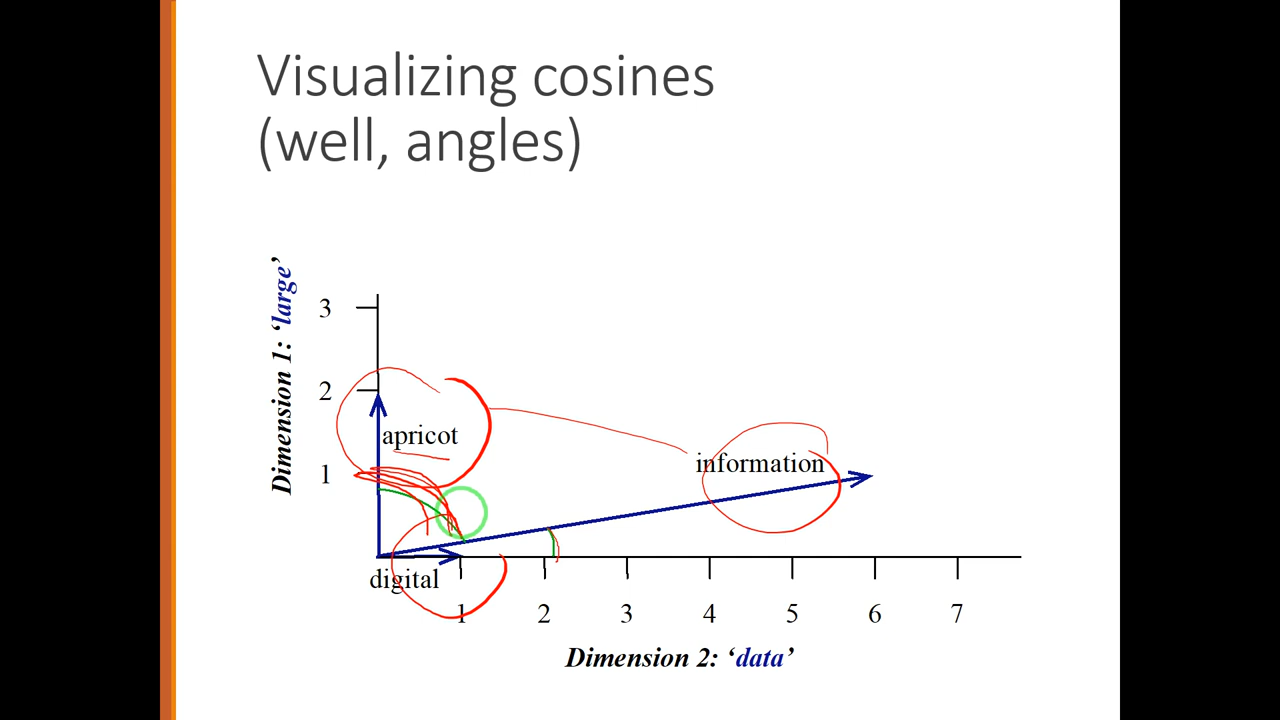 Visualizing cosines
(well, angles)
Dimension 1: ‘large’
3
2
1
apricot
information
digital
1 2 3 4 5 6 7
Dimension 2: ‘data’